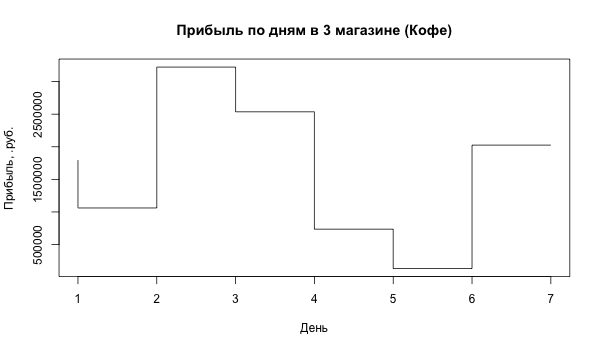 Прибыль по дням в 3 магазине (Кофе)
Прибыль, .руб.
2500000
1500000
500000
1 2 3 4 5 6 7
День